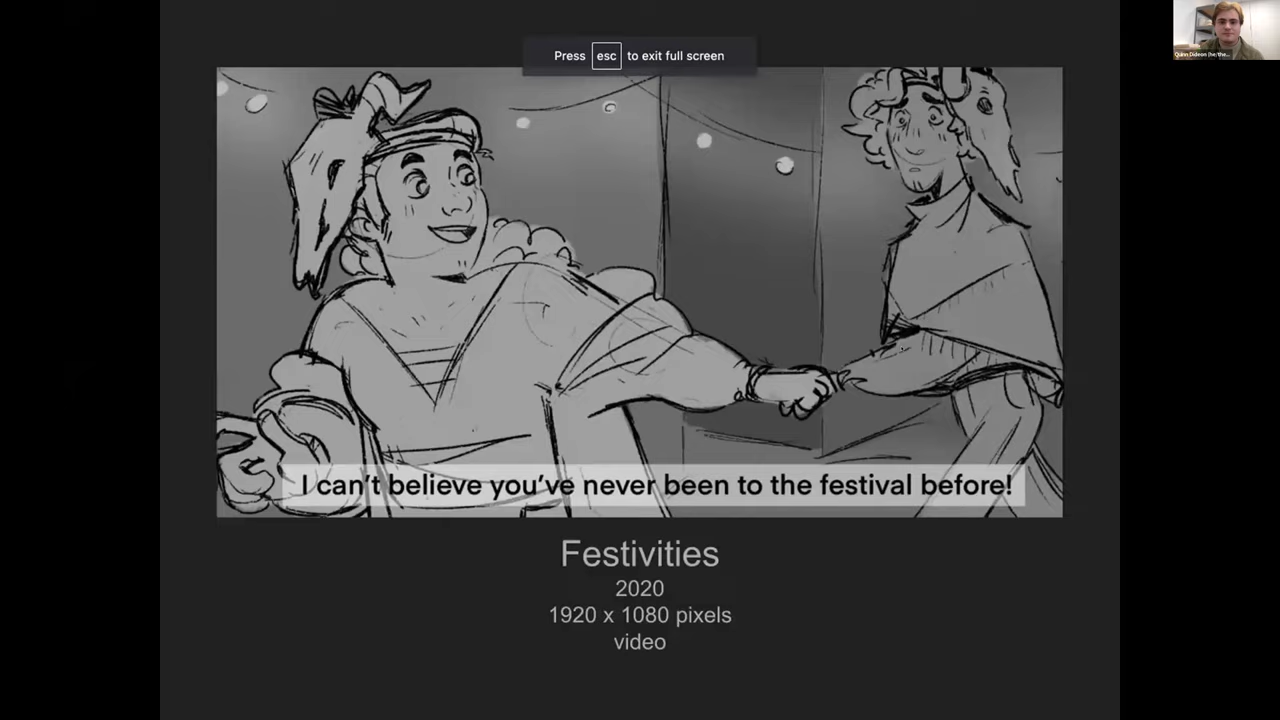 Press esc to exit full screen
I can't believe you've never been to the festival before!
Festivities
2020
1920 x 1080 pixels
video